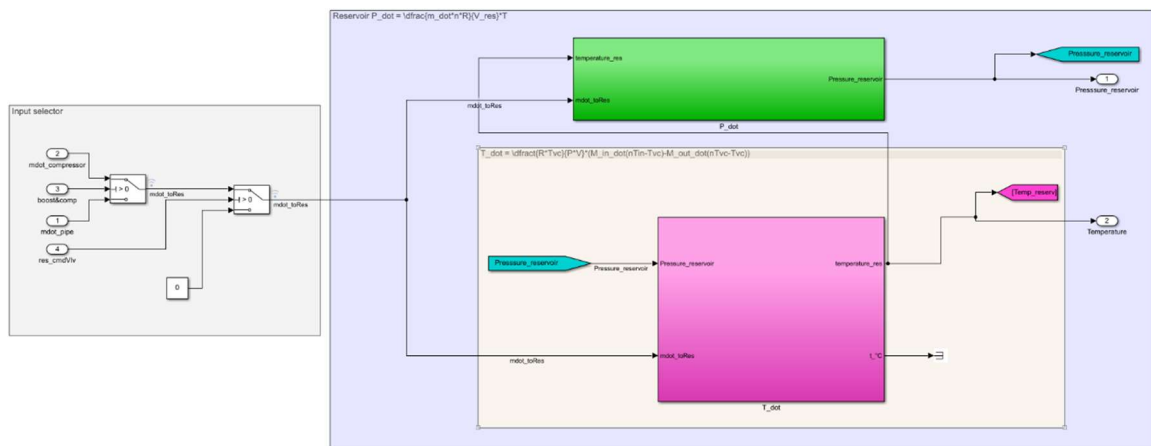 Reservoir P_dot = \dfrac{m_dot*n*R}{V_res}*T
temperature_res
mdot_toRes
Pressure_reservoir
P_dot
Presssure_reservoir
1
Presssure_reservoir
mdot_toRes
Input selector
2
mdot_compressor
3
boost&comp
1
mdot_pipe
4
res_cmdVlv
> 0
mdot_toRes
> 0
mdot_toRes
0
T_dot = \dfract{R*Tvc}{P*V}*(M_in_dot(nTin-Tvc)-M_out_dot(nTvc-Tvc))
[Temp_reserv]
2
Temperature
Presssure_reservoir
Presssure_reservoir
Pressure_reservoir
temperature_res
mdot_toRes
mdot_toRes
t_°C
T_dot